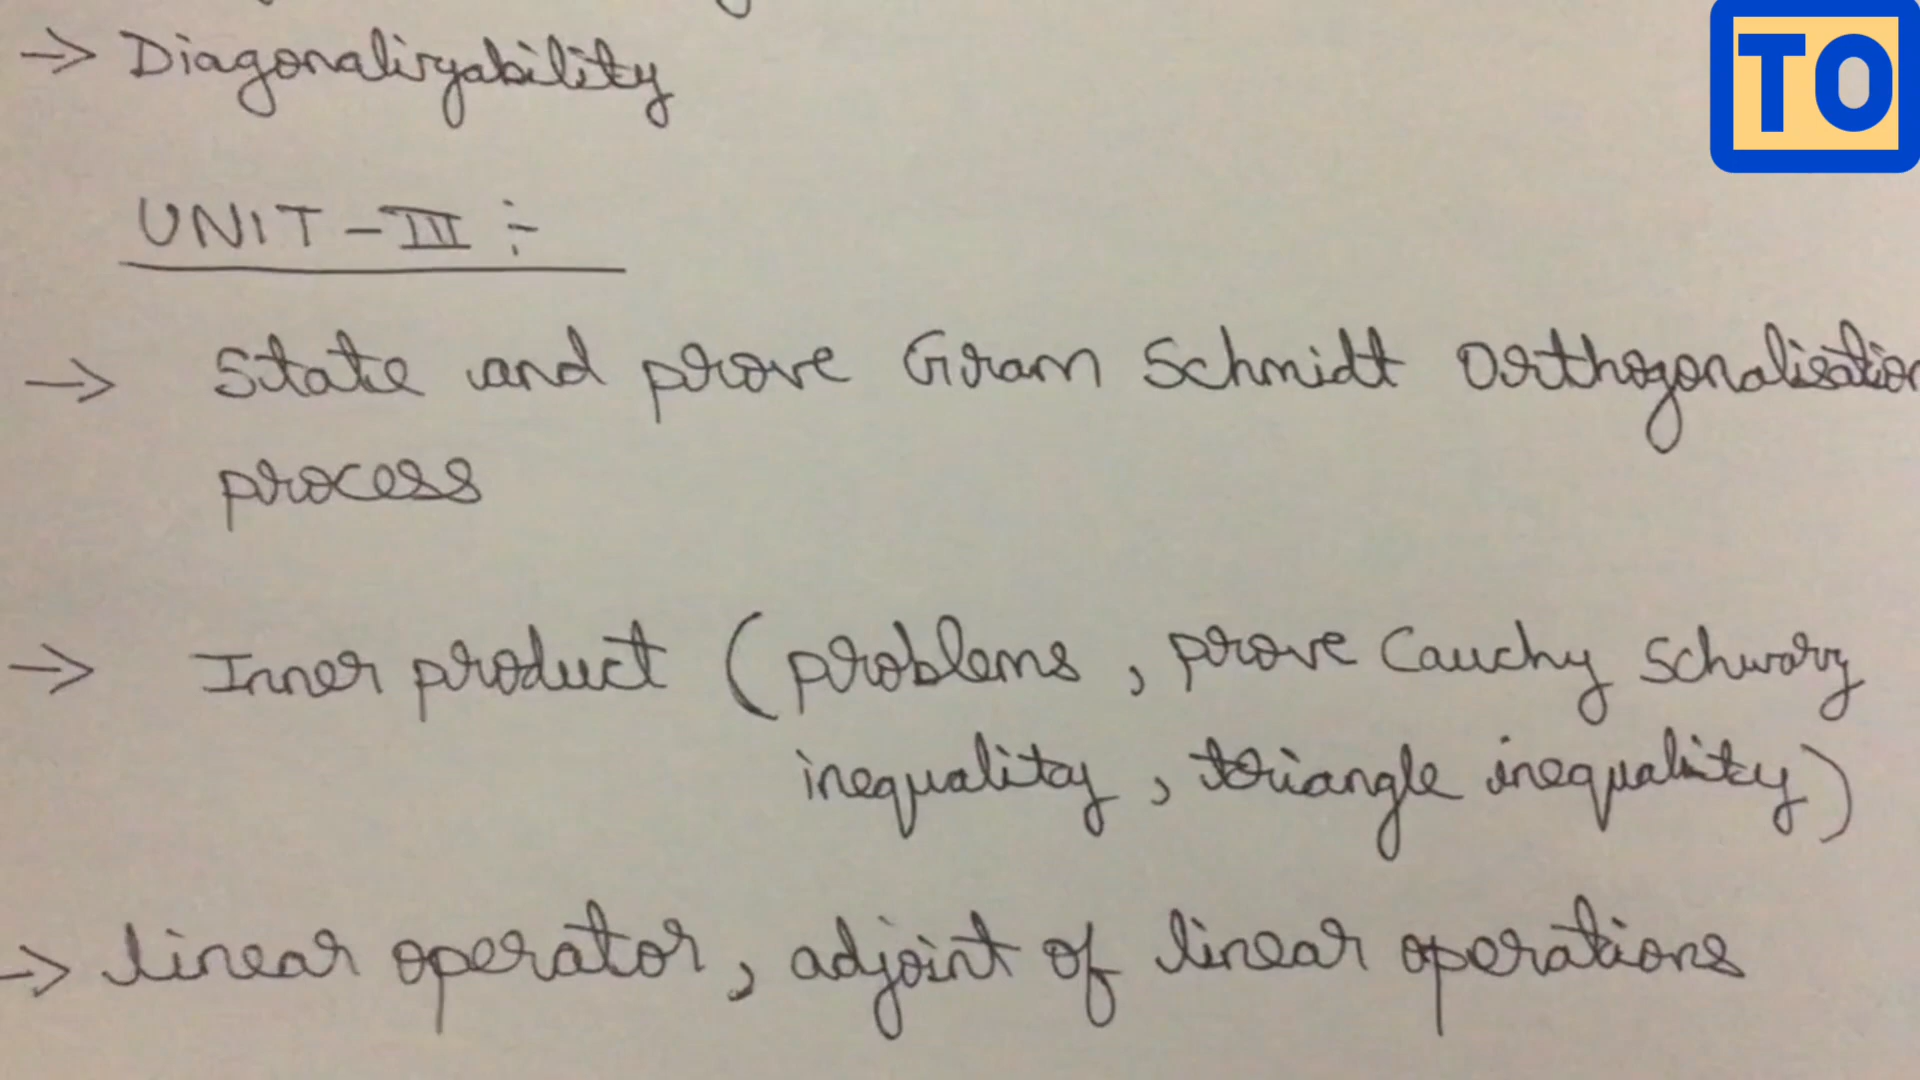 → Diagonalizability
TO
UNIT-III :-
→ State and prove Gram Schmidt Orthogonalisation
process
→ Inner product (problems, prove Cauchy Schwarz
inequality, triangle inequality)
→ linear operator, adjoint of linear operations